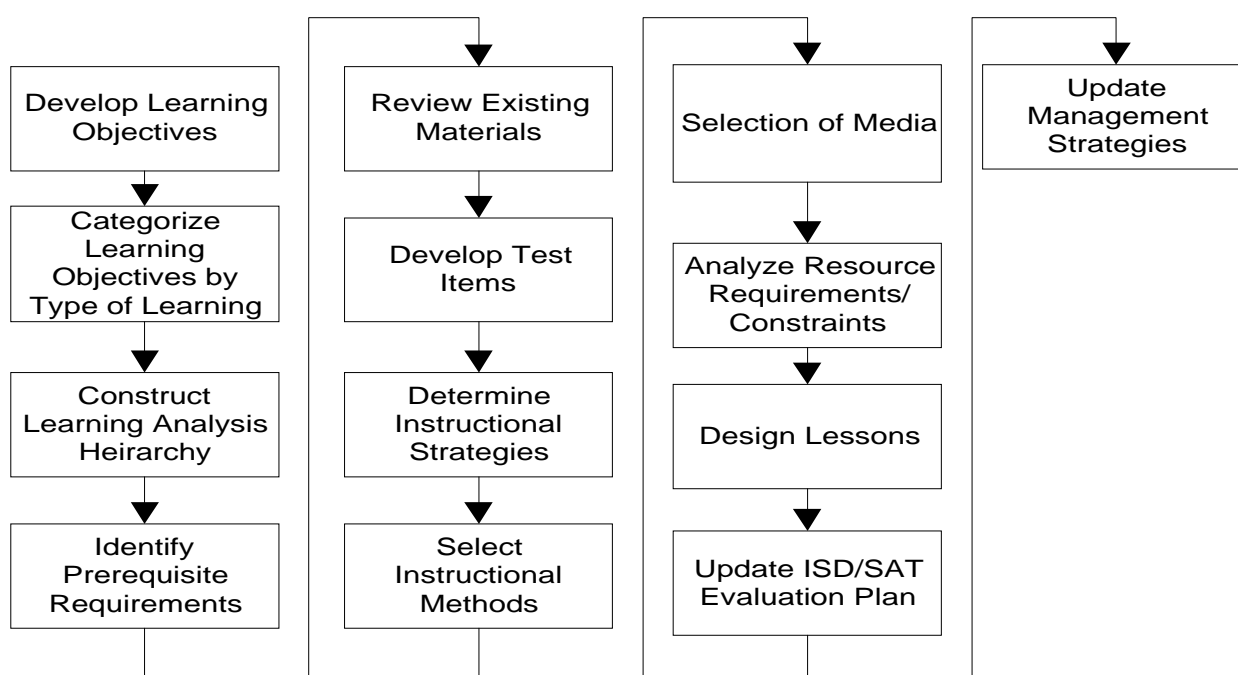 Develop Learning
Objectives
Categorize
Learning
Objectives by
Type of Learning
Construct
Learning Analysis
Heirarchy
Identify
Prerequisite
Requirements
Review Existing
Materials
Develop Test
Items
Determine
Instructional
Strategies
Select
Instructional
Methods
Selection of Media
Analyze Resource
Requirements/
Constraints
Design Lessons
Update ISD/SAT
Evaluation Plan
Update
Management
Strategies